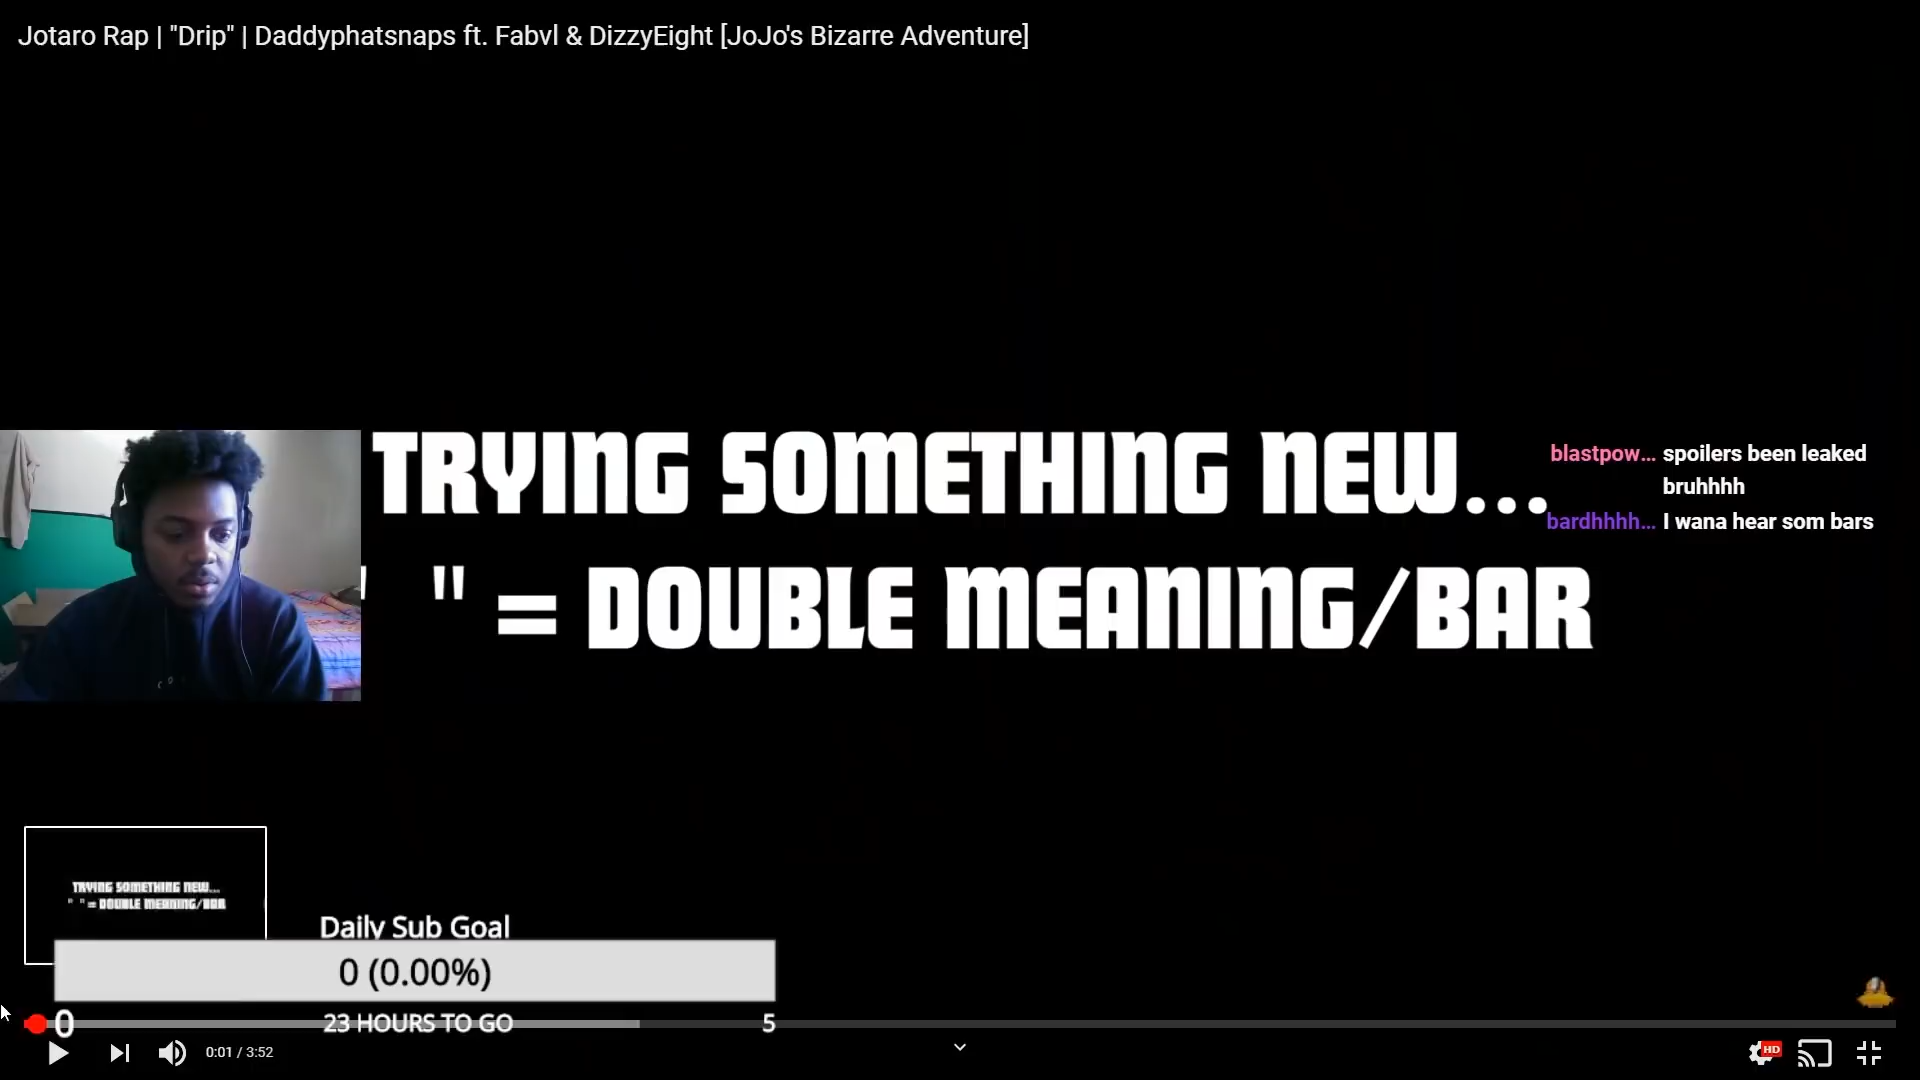 Jotaro Rap | "Drip" | Daddyphatsnaps ft. Fabvl & DizzyEight [JoJo's Bizarre Adventure]
TRYING SOMETHING NEW...
" " = DOUBLE MEANING/BAR
blastpow... spoilers been leaked
bruhhhh
bardhhhh... I wana hear som bars
TRYING SOMETHING NEW...
" " = DOUBLE MEANING/BAR
Daily Sub Goal
0 (0.00%)
0 23 HOURS TO GO 5
0:01 / 3:52
HD